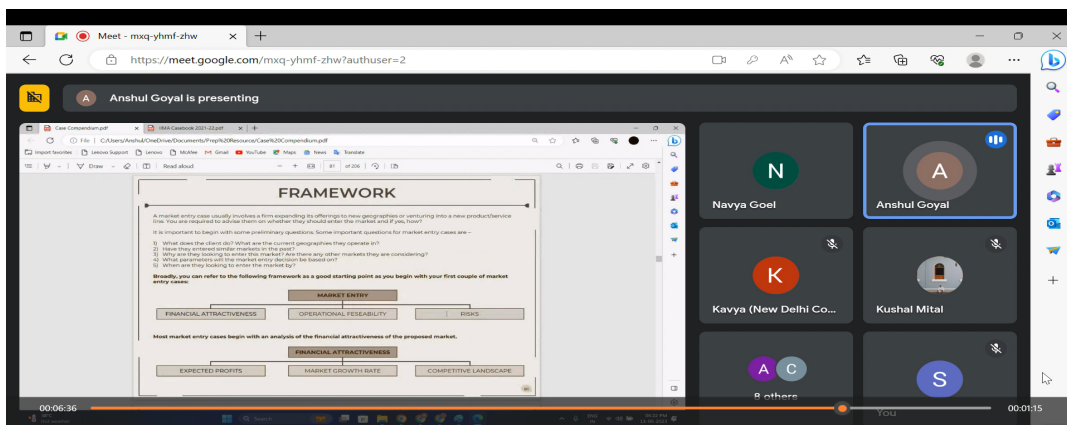 Meet - mxq-yhmf-zhw
https://meet.google.com/mxq-yhmf-zhw?authuser=2
A Anshul Goyal is presenting
Case Compendium.pdf
IIMA Casebook 2021-22.pdf
File | C:/Users/Anshul/OneDrive/Documents/Prep%20Resource/Case%20Compendium.pdf
Import favorites Lenovo Support Lenovo McAfee Gmail YouTube Maps News Translate
Draw Read aloud 81 of 206
FRAMEWORK
A market entry case usually involves a firm expanding its offerings to new geographies or venturing into a new product/service
line. You are required to advise them on whether they should enter the market and if yes, how?
It is important to begin with some preliminary questions. Some important questions for market entry cases are –
1) What does the client do? What are the current geographies they operate in?
2) Have they entered similar markets in the past?
3) Why are they looking to enter this market? Are there any other markets they are considering?
4) What parameters will the market entry decision be based on?
5) When are they looking to enter the market by?
Broadly, you can refer to the following framework as a good starting point as you begin with your first couple of market
entry cases:
MARKET ENTRY
FINANCIAL ATTRACTIVENESS OPERATIONAL FESEABILITY RISKS
Most market entry cases begin with an analysis of the financial attractiveness of the proposed market.
FINANCIAL ATTRACTIVENESS
EXPECTED PROFITS MARKET GROWTH RATE COMPETITIVE LANDSCAPE
N
Navya Goel
A
Anshul Goyal
K
Kavya (New Delhi Co...
Kushal Mital
A C
8 others
S
You
00:06:36
00:01:15
Search